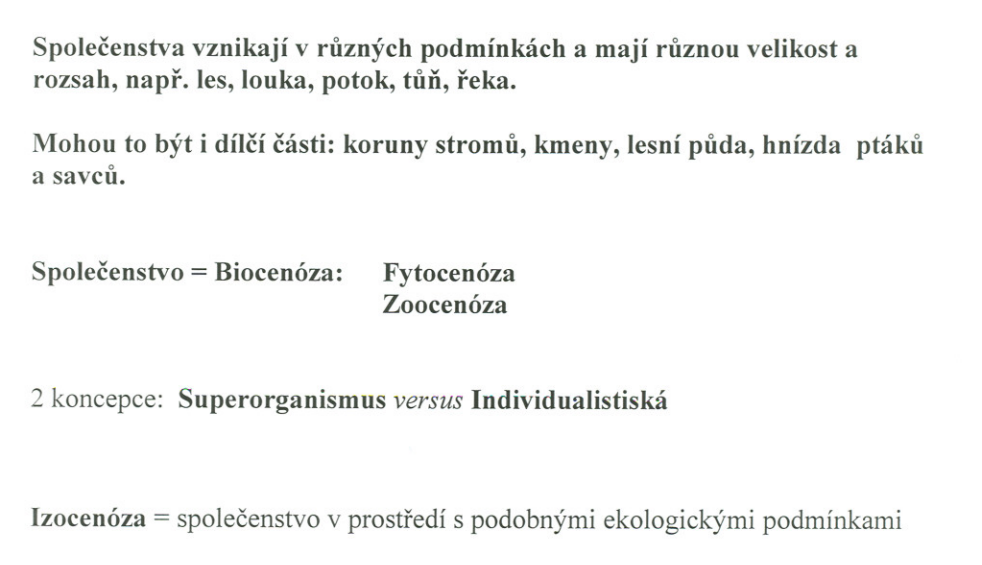 Společenstva vznikají v různých podmínkách a mají různou velikost a
rozsah, např. les, louka, potok, tůň, řeka.
Mohou to být i dílčí části: koruny stromů, kmeny, lesní půda, hnízda ptáků
a savců.
Společenstvo = Biocenóza: Fytocenóza
Zoocenóza
2 koncepce: Superorganismus versus Individualistiská
Izocenóza = společenstvo v prostředí s podobnými ekologickými podmínkami